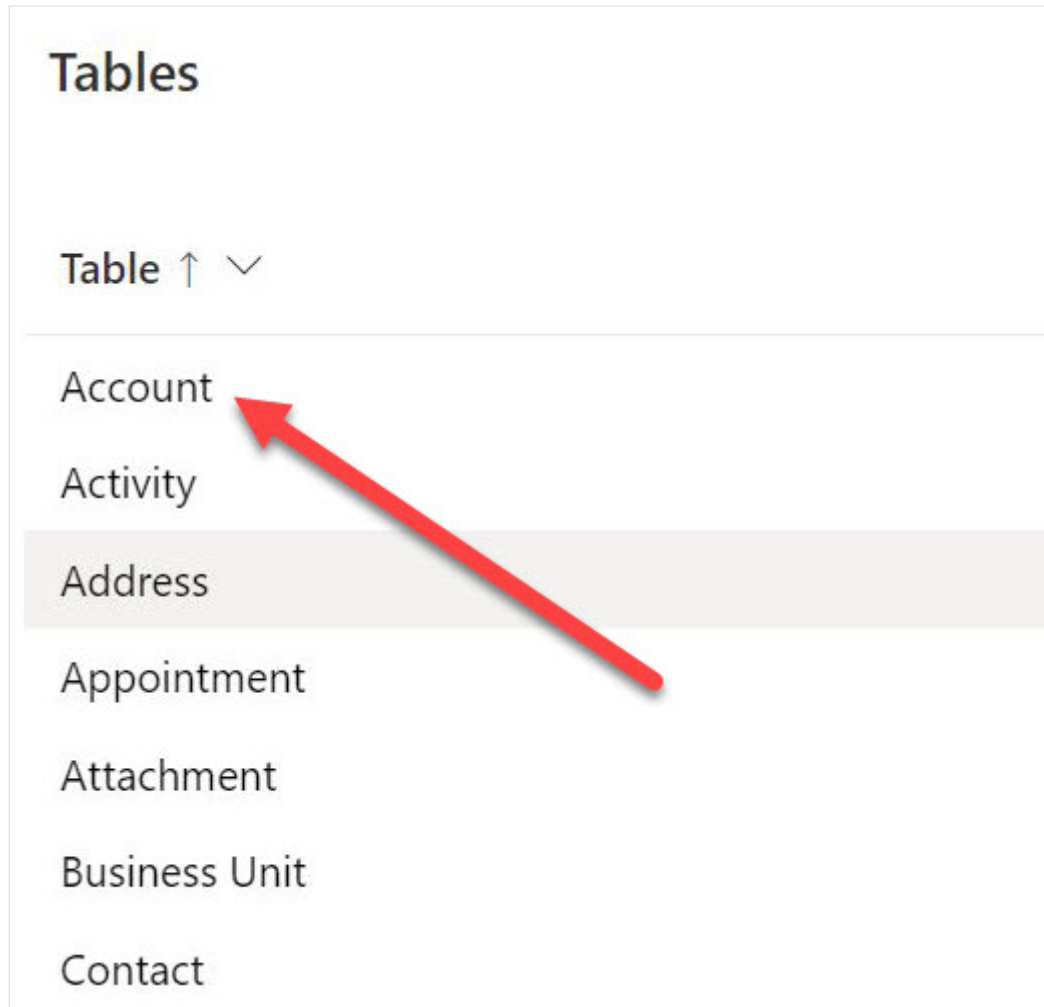 Tables
Table ↑
Account
Activity
Address
Appointment
Attachment
Business Unit
Contact